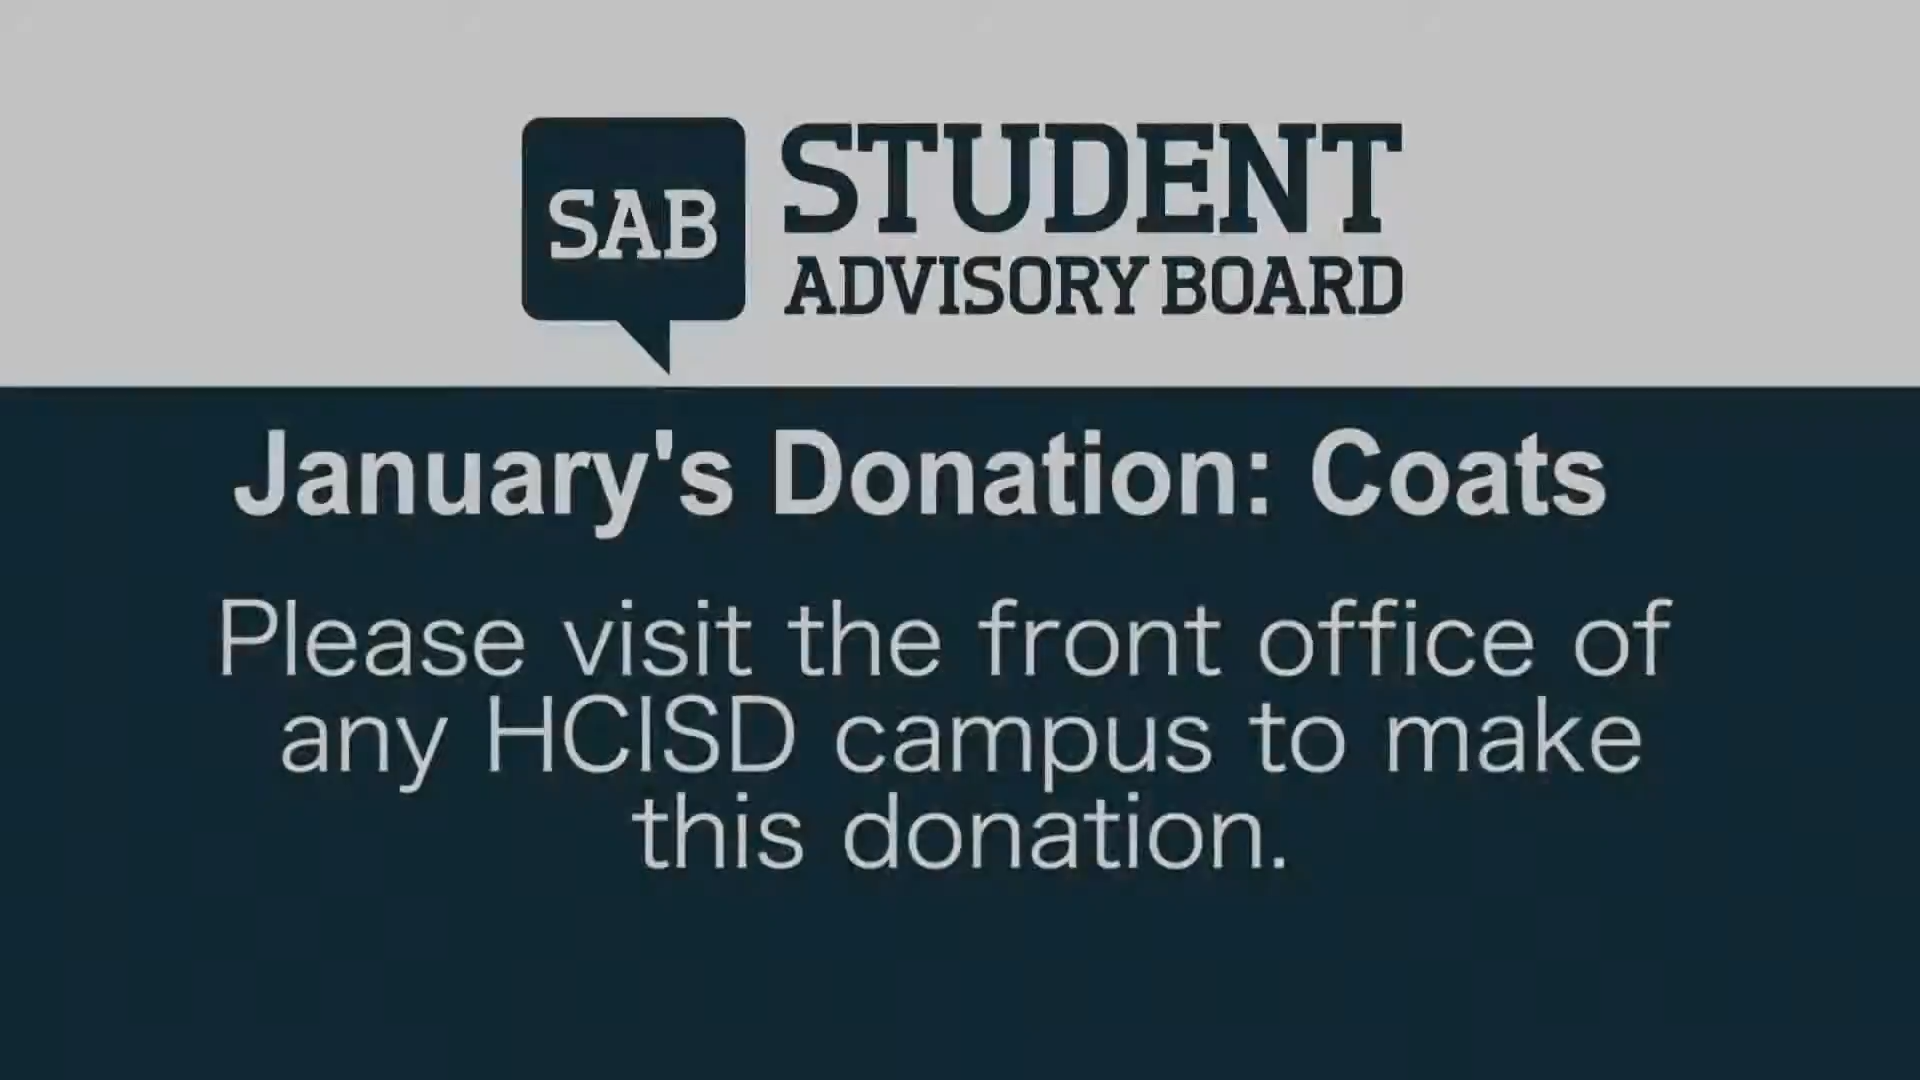 SAB
STUDENT
ADVISORY BOARD
January's Donation: Coats
Please visit the front office of
any HCISD campus to make
this donation.